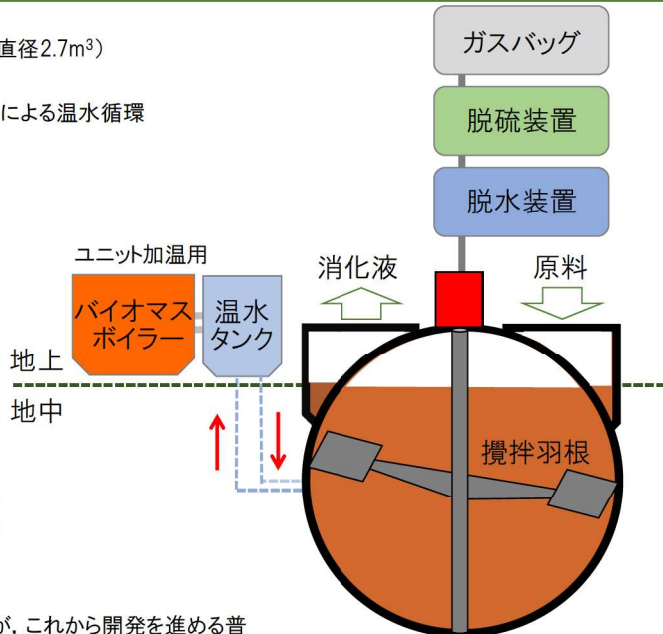 直径2.7m³)
ガスバッグ
による温水循環
脱硫装置
脱水装置
ユニット加温用
消化液
原料
バイオマス
ボイラー
温水
タンク
地上
地中
攪拌羽根
が，これから開発を進める普